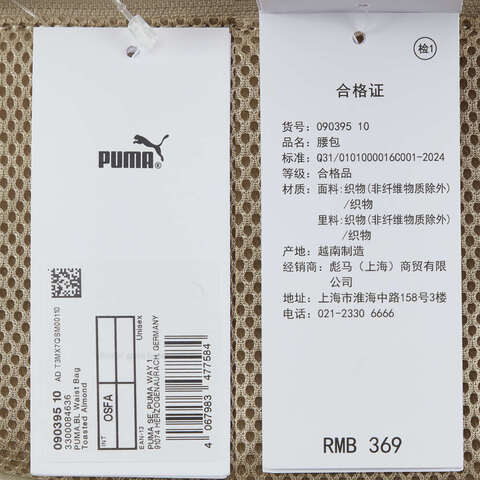 PUMA®
AD T3MX7QSM00110
090395 10
3300084636
PUMA.BL Waist Bag
Toasted Almond
INT
OSFA
Unisex
PUMA SE, PUMA WAY 1
91074 HERZOGENAURACH, GERMANY
EAN-13
4 067983 477584
检1
合格证
货号: 090395 10
品名: 腰包
标准: Q31/0101000016C001-2024
等级: 合格品
材质: 面料:织物(非纤维物质除外)
/织物
里料:织物(非纤维物质除外)
/织物
产地: 越南制造
经销商: 彪马（上海）商贸有限
公司
地址: 上海市淮海中路158号3楼
电话: 021-2330 6666
RMB 369